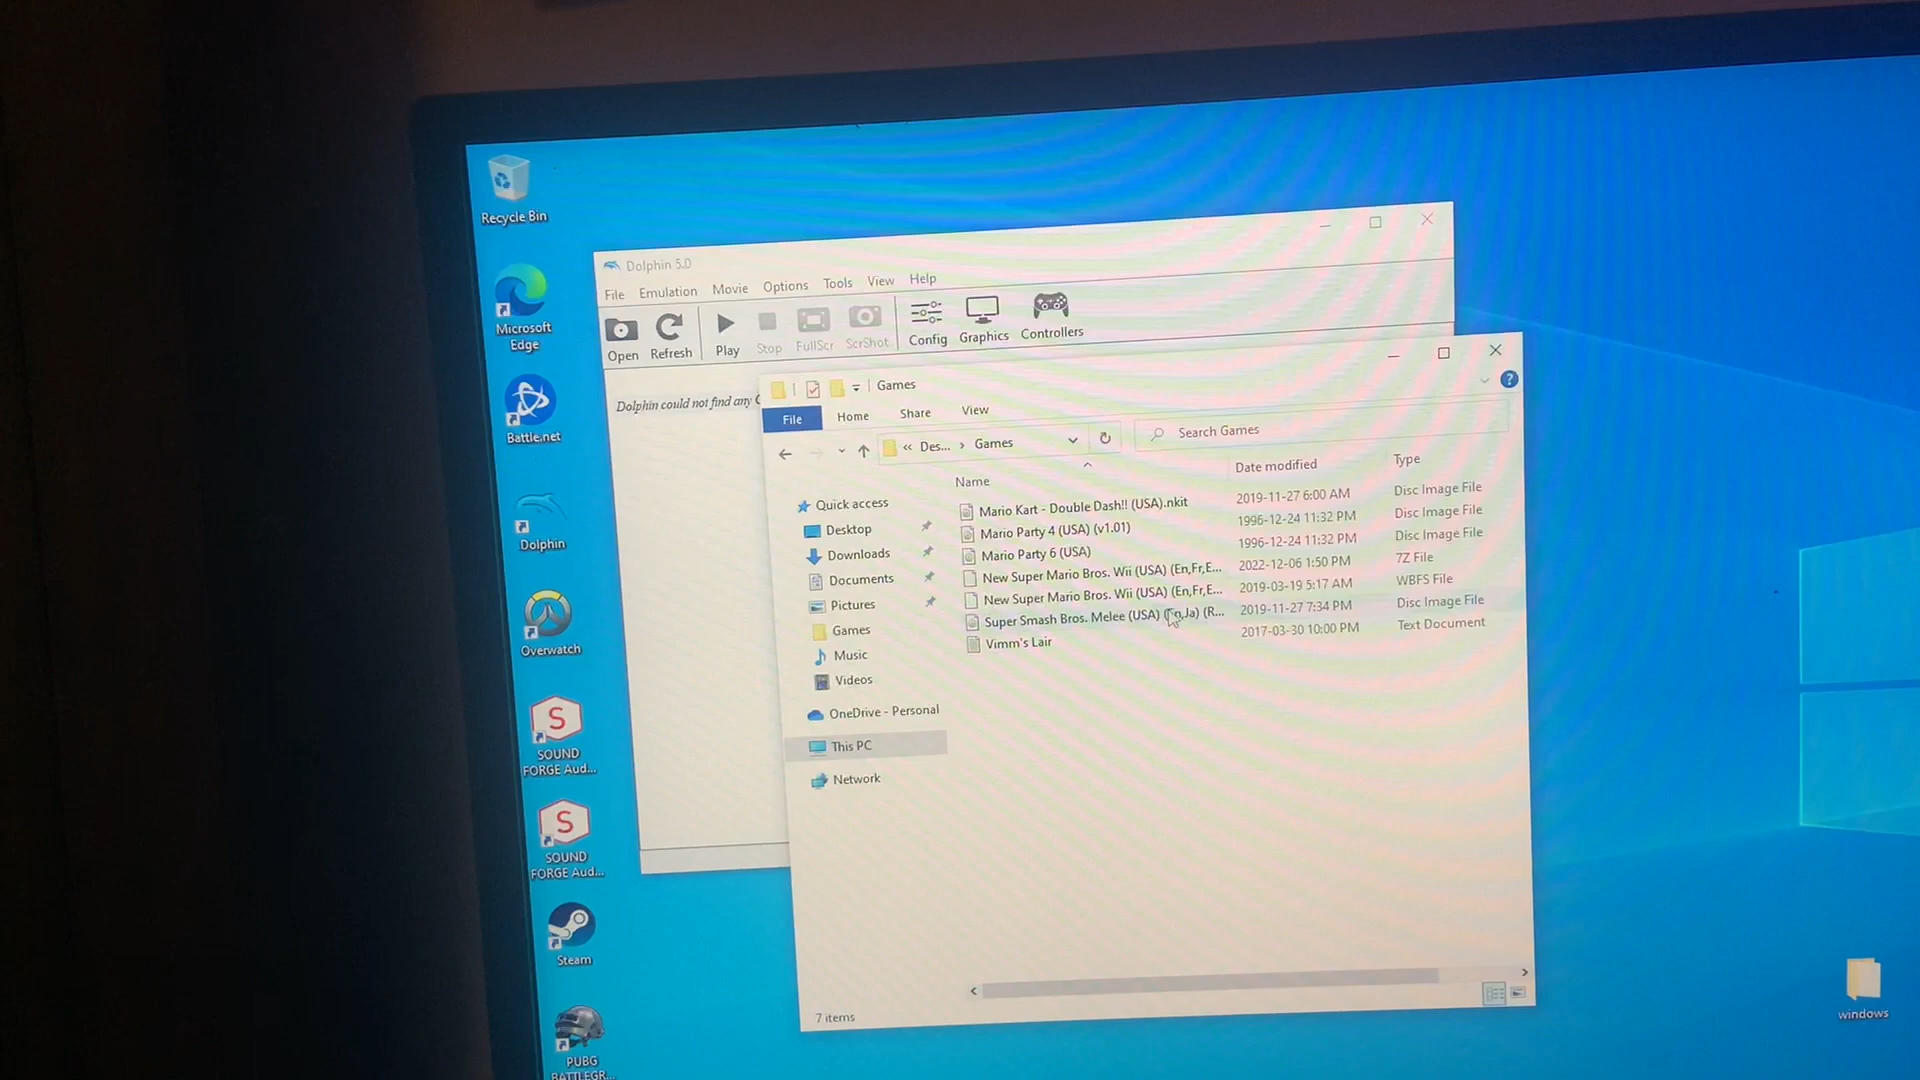 Recycle Bin
Microsoft
Edge
Battle.net
Dolphin
Overwatch
SOUND
FORGE Aud...
SOUND
FORGE Aud...
Steam
PUBG
BATTLEGR...
windows
Dolphin 5.0
File Emulation Movie Options Tools View Help
Open Refresh Play Stop FullScr ScrShot Config Graphics Controllers
Dolphin could not find any
Games
File Home Share View
« Des... › Games
Search Games
Quick access
Desktop
Downloads
Documents
Pictures
Games
Music
Videos
OneDrive - Personal
This PC
Network
Name Date modified Type
Mario Kart - Double Dash!! (USA).nkit 2019-11-27 6:00 AM Disc Image File
Mario Party 4 (USA) (v1.01) 1996-12-24 11:32 PM Disc Image File
Mario Party 6 (USA) 1996-12-24 11:32 PM Disc Image File
New Super Mario Bros. Wii (USA) (En,Fr,E... 2022-12-06 1:50 PM 7Z File
New Super Mario Bros. Wii (USA) (En,Fr,E... 2019-03-19 5:17 AM WBFS File
Super Smash Bros. Melee (USA) (En,Ja) (R... 2019-11-27 7:34 PM Disc Image File
Vimm's Lair 2017-03-30 10:00 PM Text Document
7 items